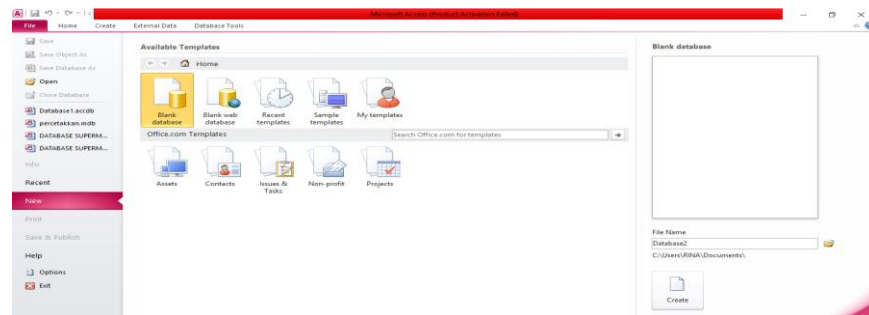 Microsoft Access (Product Activation Failed)
File Home Create External Data Database Tools
Save
Save Object As
Save Database As
Open
Close Database
Database1.accdb
percetakkan.mdb
DATABASE SUPERM...
DATABASE SUPERM...
Info
Recent
New
Print
Save & Publish
Help
Options
Exit
Available Templates
Home
Blank database
Blank web database
Recent templates
Sample templates
My templates
Office.com Templates
Search Office.com for templates
Assets
Contacts
Issues & Tasks
Non-profit
Projects
Blank database
File Name
Database2
C:\Users\RINA\Documents\
Create